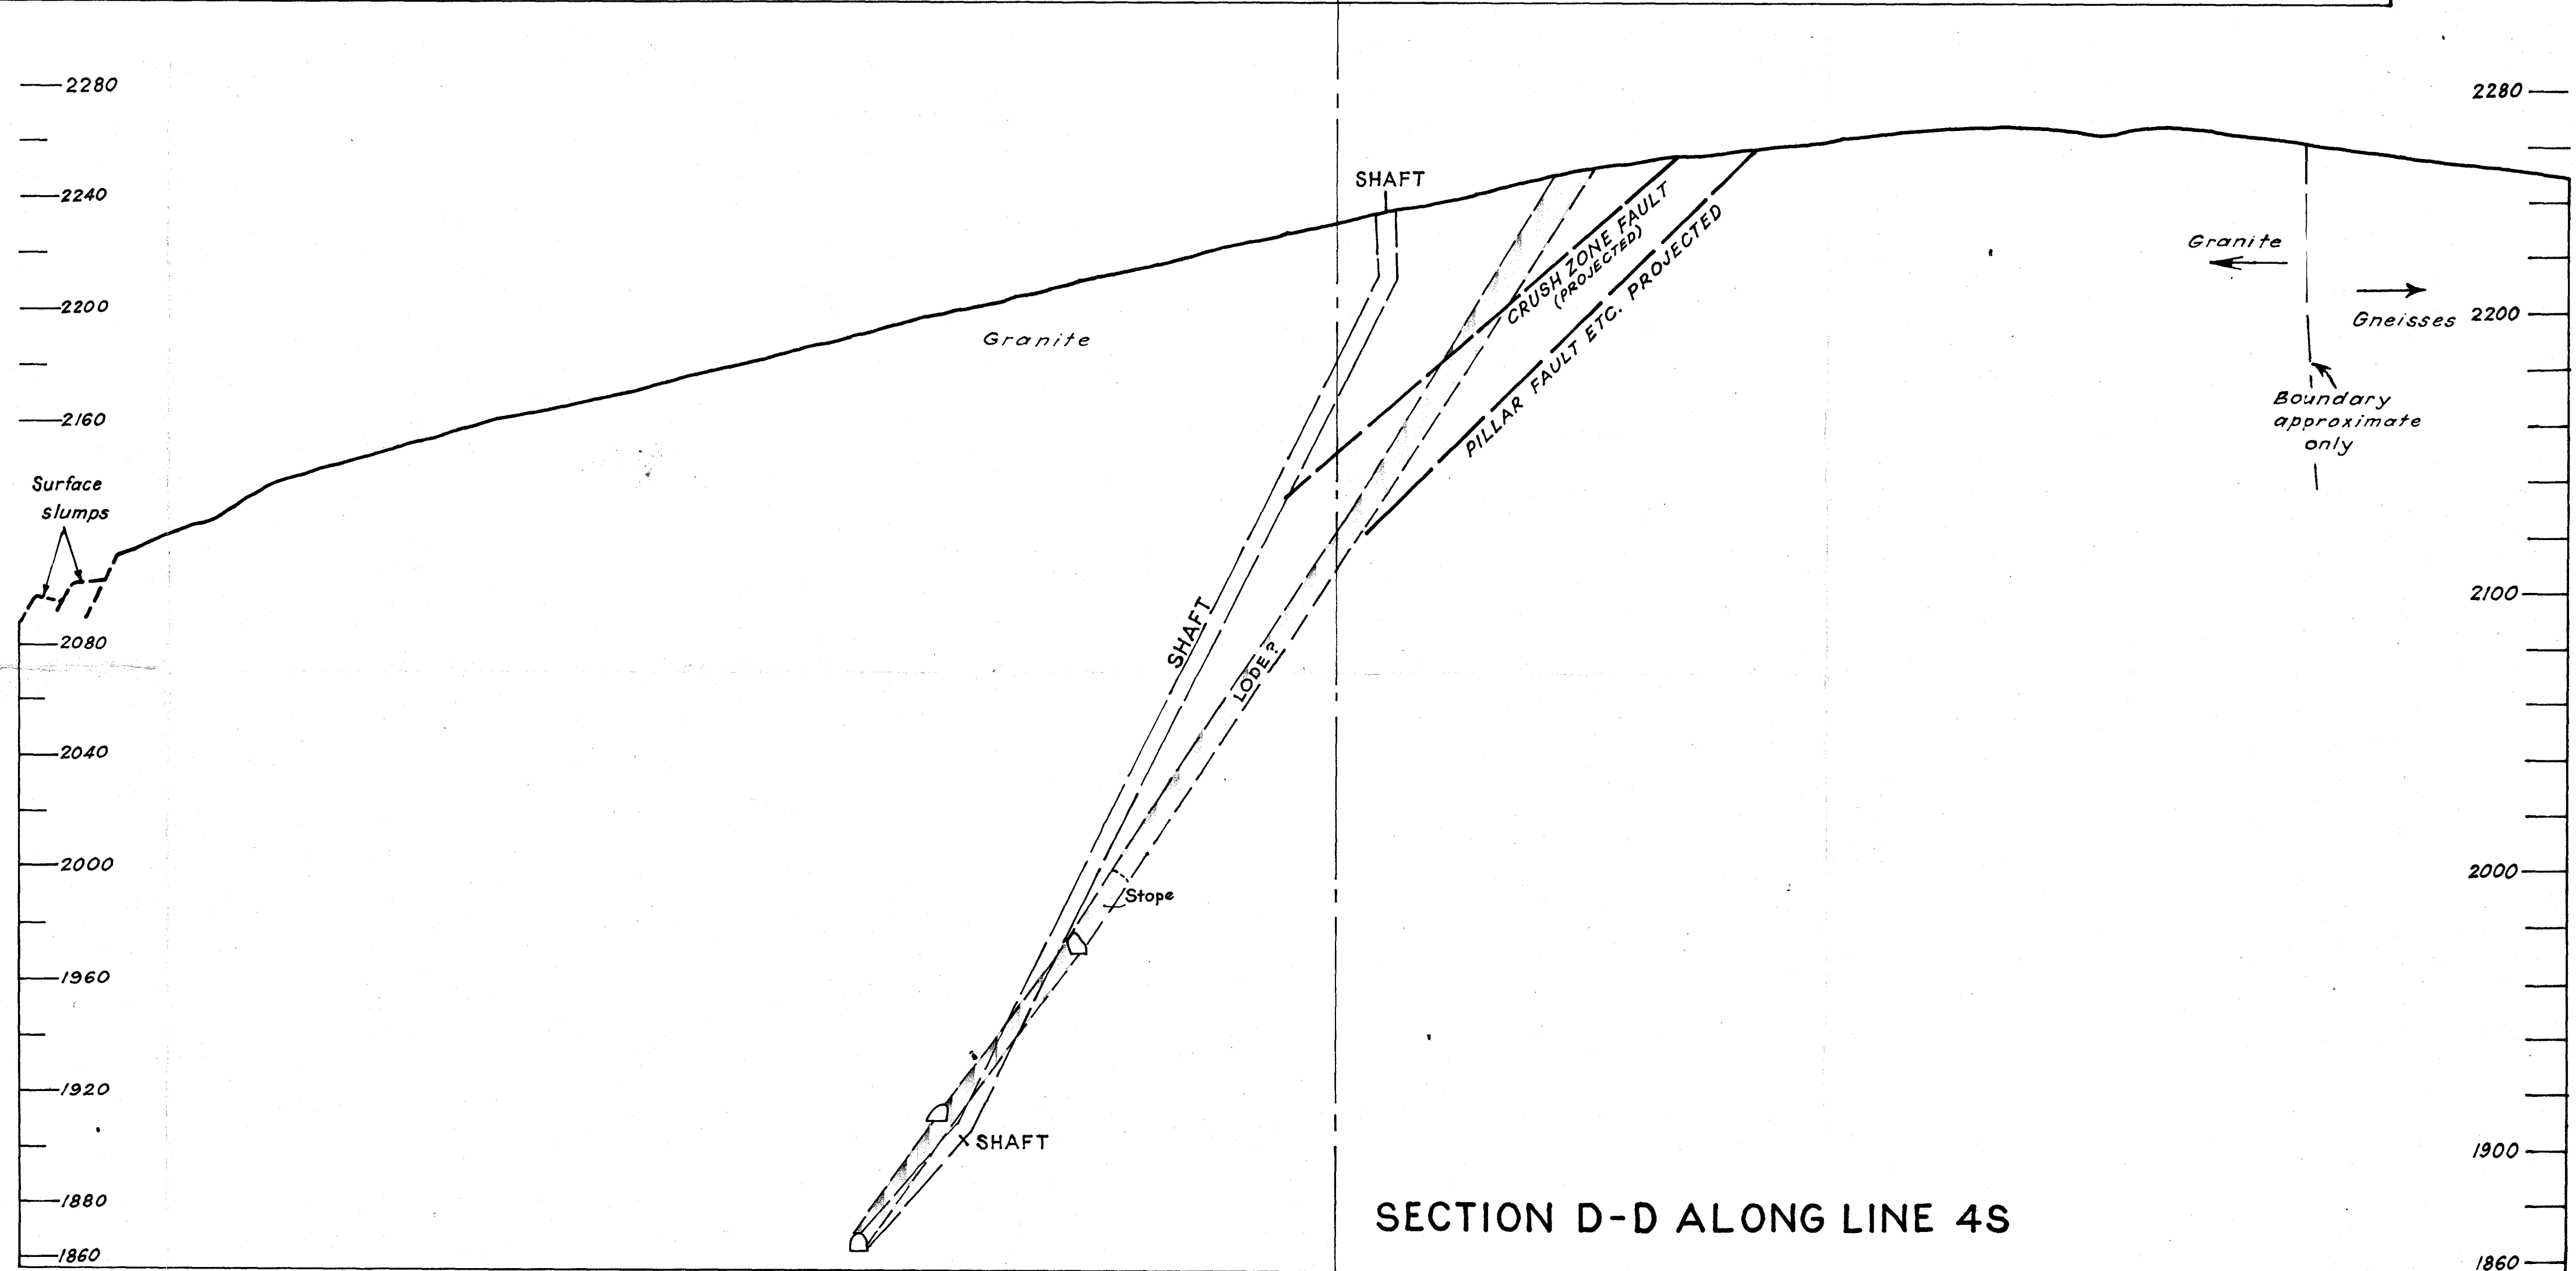 2280
2240
2200
2160
2080
2040
2000
1960
1920
1880
1860
Surface
slumps
Granite
SHAFT
SHAFT
LODE?
Stope
SHAFT
CRUSH ZONE FAULT
(PROJECTED)
PILLAR FAULT ETC. PROJECTED
Granite
Gneisses
Boundary
approximate
only
2280
2200
2100
2000
1900
1860
SECTION D-D ALONG LINE 4S